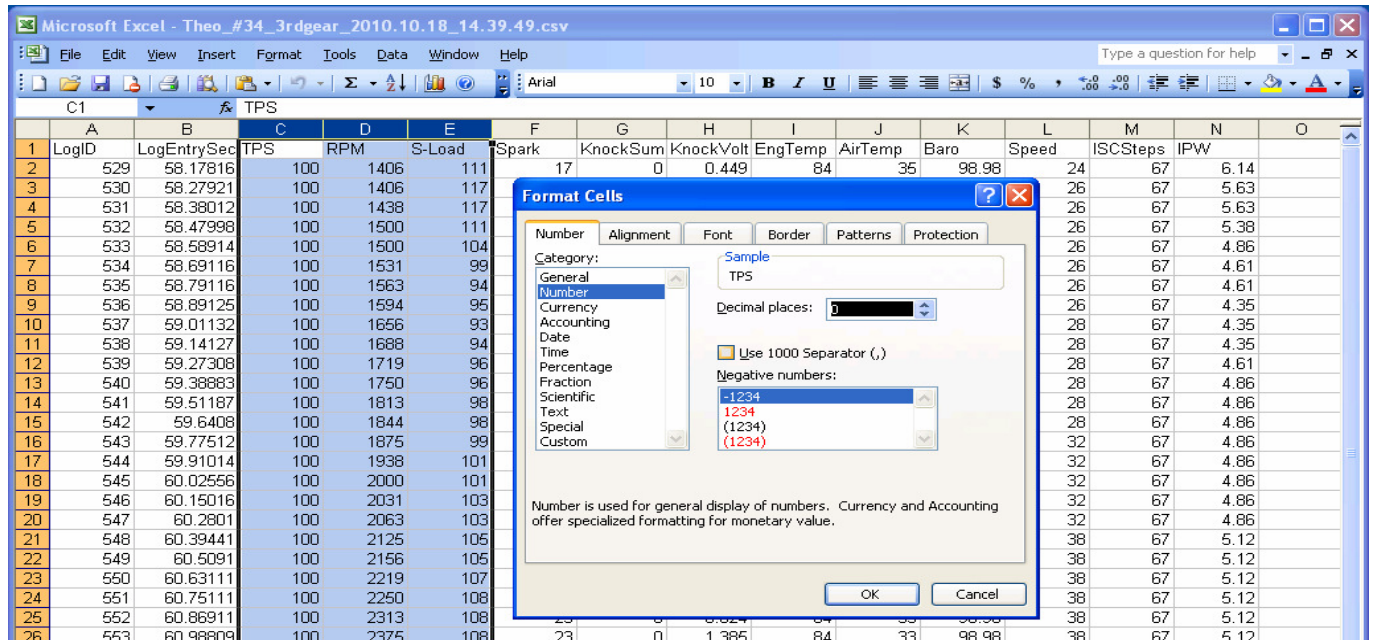 Microsoft Excel - Theo_#34_3rdgear_2010.10.18_14.39.49.csv
File Edit View Insert Format Tools Data Window Help Type a question for help
Arial 10 B I U $ % ,
C1 fx TPS
A B C D E F G H I J K L M N O
1 LogID LogEntrySec TPS RPM S-Load Spark KnockSum KnockVolt EngTemp AirTemp Baro Speed ISCSteps IPW
2 529 58.17816 100 1406 111 17 0 0.449 84 35 98.98 24 67 6.14
3 530 58.27921 100 1406 117 26 67 5.63
4 531 58.38012 100 1438 117 26 67 5.63
5 532 58.47998 100 1500 111 26 67 5.38
6 533 58.58914 100 1500 104 26 67 4.86
7 534 58.69116 100 1531 99 26 67 4.61
8 535 58.79116 100 1563 94 26 67 4.61
9 536 58.89125 100 1594 95 26 67 4.35
10 537 59.01132 100 1656 93 28 67 4.35
11 538 59.14127 100 1688 94 28 67 4.35
12 539 59.27308 100 1719 96 28 67 4.61
13 540 59.38883 100 1750 96 28 67 4.86
14 541 59.51187 100 1813 98 28 67 4.86
15 542 59.6408 100 1844 98 28 67 4.86
16 543 59.77512 100 1875 99 32 67 4.86
17 544 59.91014 100 1938 101 32 67 4.86
18 545 60.02556 100 2000 101 32 67 4.86
19 546 60.15016 100 2031 103 32 67 4.86
20 547 60.2801 100 2063 103 32 67 4.86
21 548 60.39441 100 2125 105 38 67 5.12
22 549 60.5091 100 2156 105 38 67 5.12
23 550 60.63111 100 2219 107 38 67 5.12
24 551 60.75111 100 2250 108 38 67 5.12
25 552 60.86911 100 2313 108 38 67 5.12
26 553 60.98809 100 2375 108 23 0 1.385 84 33 98.98 38 67 5.12
Format Cells
Number Alignment Font Border Patterns Protection
Category:
General
Number
Currency
Accounting
Date
Time
Percentage
Fraction
Scientific
Text
Special
Custom
Sample
TPS
Decimal places: 0
Use 1000 Separator (,)
Negative numbers:
-1234
1234
(1234)
(1234)
Number is used for general display of numbers. Currency and Accounting
offer specialized formatting for monetary value.
OK Cancel